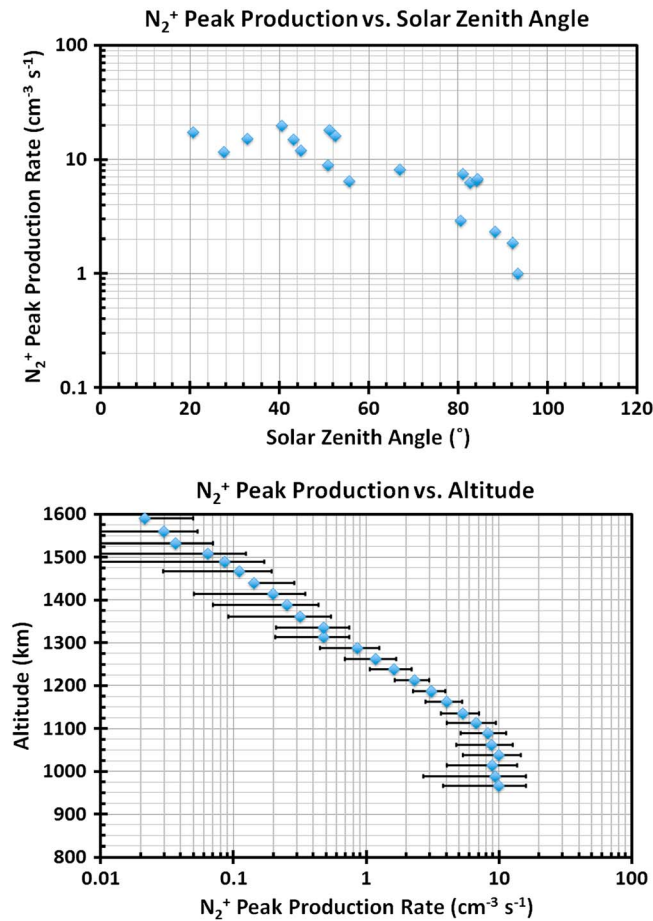 N₂⁺ Peak Production vs. Solar Zenith Angle
N₂⁺ Peak Production Rate (cm⁻³ s⁻¹)
100
10
1
0.1
0 20 40 60 80 100 120
Solar Zenith Angle (˚)
N₂⁺ Peak Production vs. Altitude
Altitude (km)
1600
1500
1400
1300
1200
1100
1000
900
800
0.01 0.1 1 10 100
N₂⁺ Peak Production Rate (cm⁻³ s⁻¹)